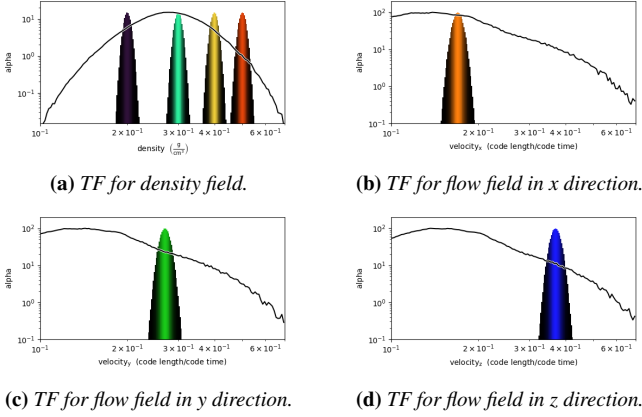 10¹
10⁰
10⁻¹
alpha
10⁻¹ 2 × 10⁻¹ 3 × 10⁻¹ 4 × 10⁻¹ 6 × 10⁻¹
density (g/cm³)
(a) TF for density field.
10²
10¹
10⁰
10⁻¹
alpha
10⁻¹ 2 × 10⁻¹ 3 × 10⁻¹ 4 × 10⁻¹ 6 × 10⁻¹
velocityₓ (code length/code time)
(b) TF for flow field in x direction.
10²
10¹
10⁰
10⁻¹
alpha
10⁻¹ 2 × 10⁻¹ 3 × 10⁻¹ 4 × 10⁻¹ 6 × 10⁻¹
velocityᵧ (code length/code time)
(c) TF for flow field in y direction.
10²
10¹
10⁰
10⁻¹
alpha
10⁻¹ 2 × 10⁻¹ 3 × 10⁻¹ 4 × 10⁻¹ 6 × 10⁻¹
velocity_z (code length/code time)
(d) TF for flow field in z direction.